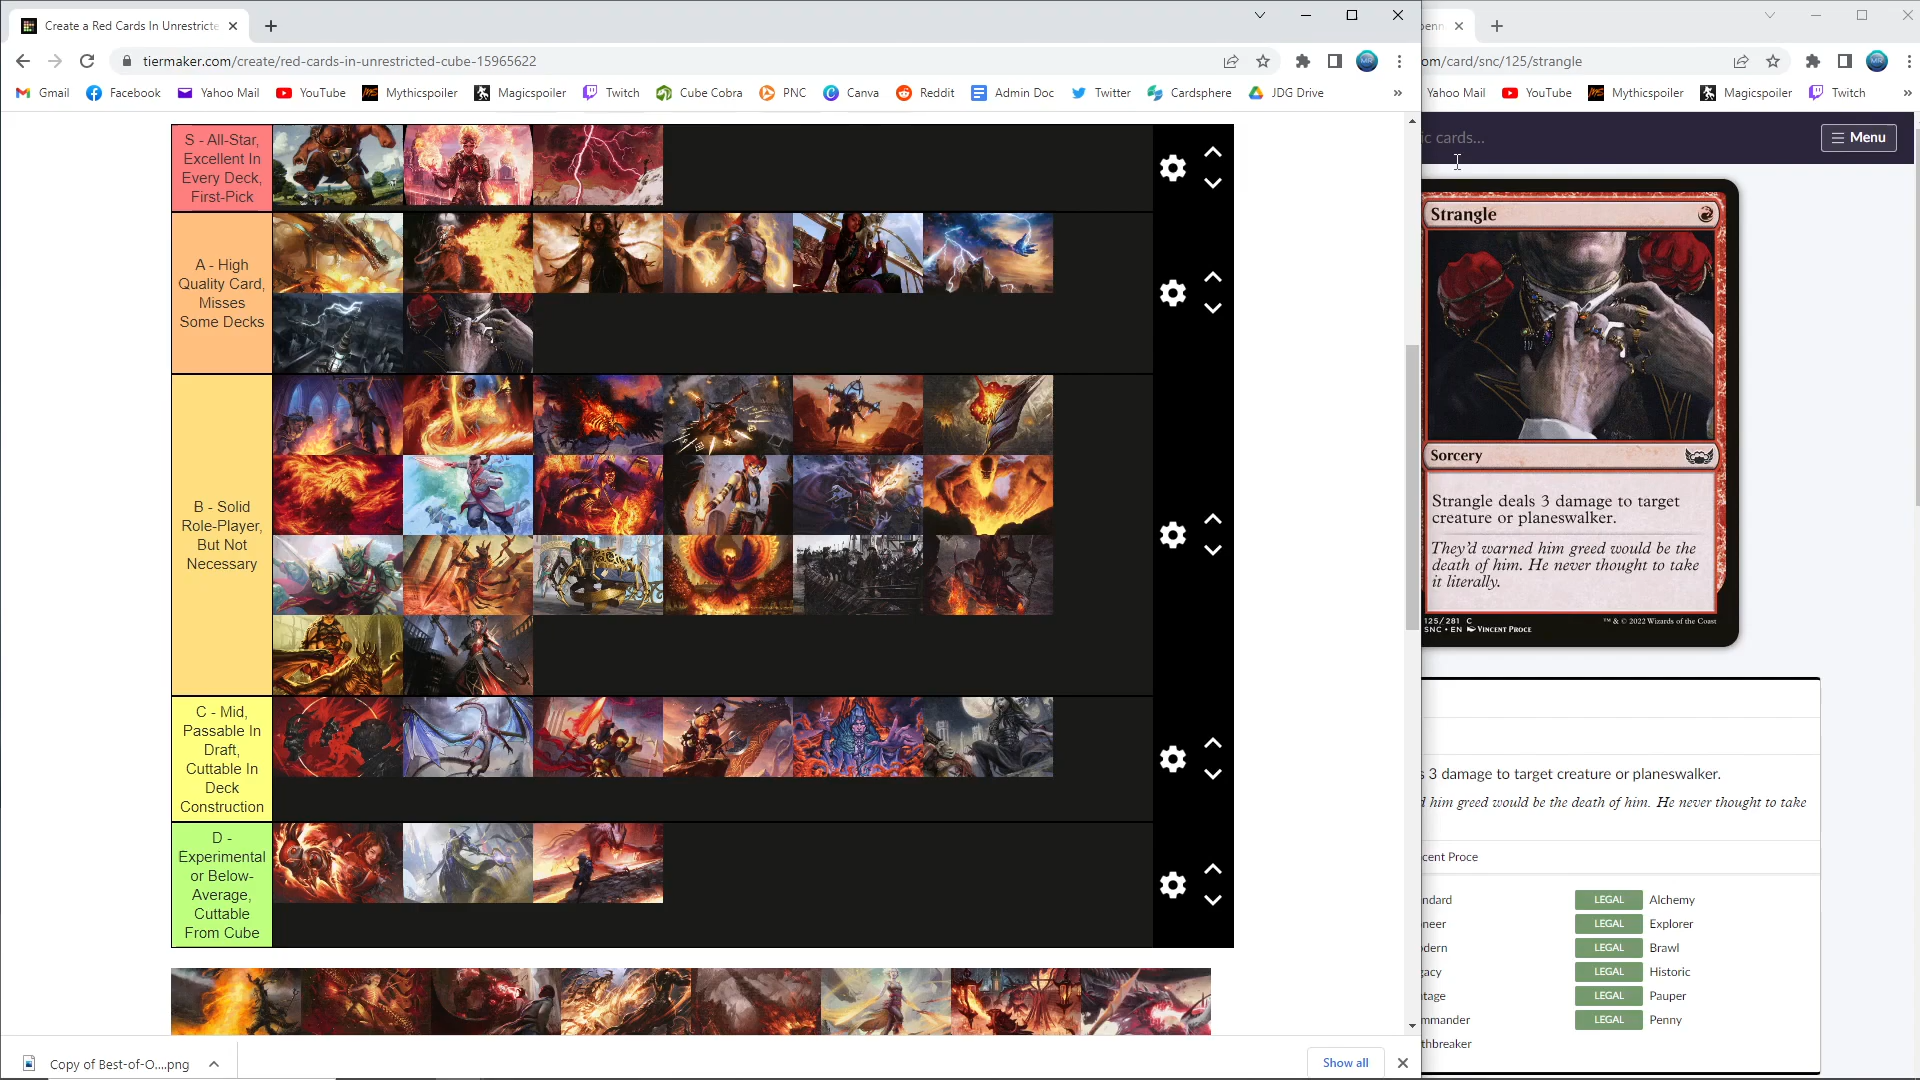 Create a Red Cards In Unrestricte
tiermaker.com/create/red-cards-in-unrestricted-cube-15965622
Gmail
Facebook
Yahoo Mail
YouTube
Mythicspoiler
Magicspoiler
Twitch
Cube Cobra
PNC
Canva
Reddit
Admin Doc
Twitter
Cardsphere
JDG Drive
»
S - All-Star,
Excellent In
Every Deck,
First-Pick
A - High
Quality Card,
Misses
Some Decks
B - Solid
Role-Player,
But Not
Necessary
C - Mid,
Passable In
Draft,
Cuttable In
Deck
Construction
D -
Experimental
or Below-
Average,
Cuttable
From Cube
Copy of Best-of-O....png
Show all
penn
om/card/snc/125/strangle
Yahoo Mail
YouTube
Mythicspoiler
Magicspoiler
Twitch
»
ic cards...
Menu
Strangle
Sorcery
Strangle deals 3 damage to target
creature or planeswalker.
They'd warned him greed would be the
death of him. He never thought to take
it literally.
125/281 C
SNC • EN VINCENT PROCE
™ & © 2022 Wizards of the Coast
s 3 damage to target creature or planeswalker.
d him greed would be the death of him. He never thought to take
cent Proce
ndard LEGAL Alchemy
neer LEGAL Explorer
dern LEGAL Brawl
gacy LEGAL Historic
ntage LEGAL Pauper
mmander LEGAL Penny
thbreaker